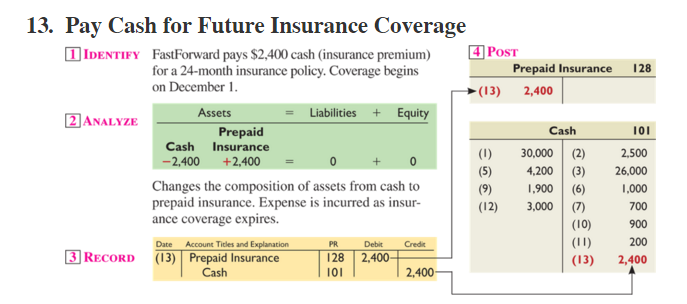 13. Pay Cash for Future Insurance Coverage
1 IDENTIFY FastForward pays $2,400 cash (insurance premium)
for a 24-month insurance policy. Coverage begins
on December 1.
2 ANALYZE
Assets = Liabilities + Equity
Prepaid
Cash Insurance
−2,400 +2,400 = 0 + 0
Changes the composition of assets from cash to
prepaid insurance. Expense is incurred as insur-
ance coverage expires.
3 RECORD
Date Account Titles and Explanation PR Debit Credit
(13) Prepaid Insurance 128 2,400
Cash 101 2,400
4 POST
Prepaid Insurance 128
(13) 2,400
Cash 101
(1) 30,000 (2) 2,500
(5) 4,200 (3) 26,000
(9) 1,900 (6) 1,000
(12) 3,000 (7) 700
(10) 900
(11) 200
(13) 2,400